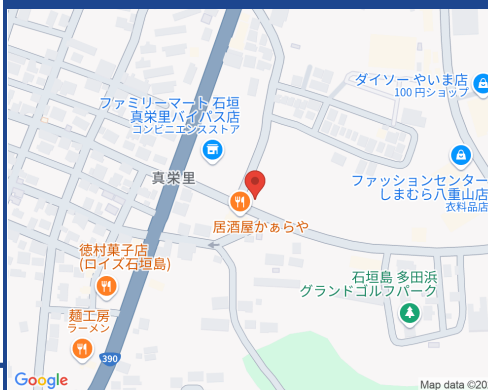 ダイソー やいま店
100 円ショップ
ファミリーマート 石垣
真栄里バイパス店
コンビニエンスストア
真栄里
ファッションセンター
しまむら八重山店
衣料品店
居酒屋かぁらや
徳村菓子店
(ロイズ石垣島)
石垣島 多田浜
グランドゴルフパーク
麺工房
ラーメン
390
Google
Map data ©20